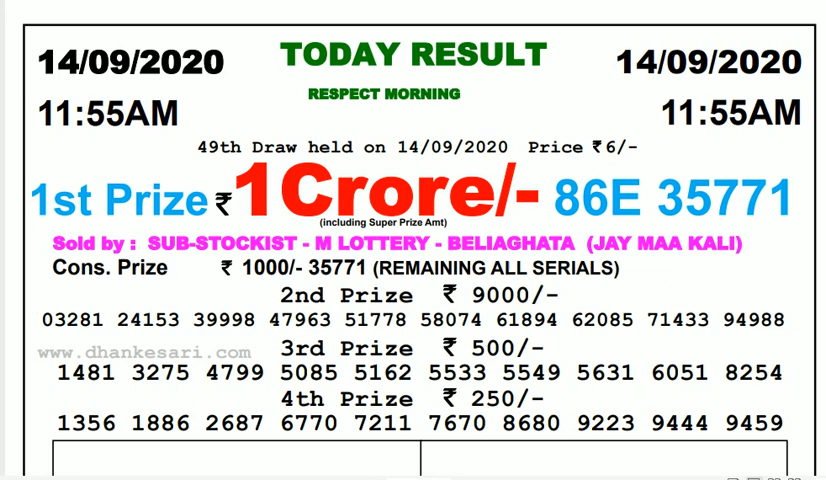 14/09/2020 TODAY RESULT 14/09/2020
RESPECT MORNING
11:55AM 11:55AM
49th Draw held on 14/09/2020 Price ₹6/-
1st Prize ₹ 1Crore/- 86E 35771
(including Super Prize Amt)
Sold by : SUB-STOCKIST - M LOTTERY - BELIAGHATA (JAY MAA KALI)
Cons. Prize ₹ 1000/- 35771 (REMAINING ALL SERIALS)
2nd Prize ₹ 9000/-
03281 24153 39998 47963 51778 58074 61894 62085 71433 94988
www.dhankesari.com 3rd Prize ₹ 500/-
1481 3275 4799 5085 5162 5533 5549 5631 6051 8254
4th Prize ₹ 250/-
1356 1886 2687 6770 7211 7670 8680 9223 9444 9459